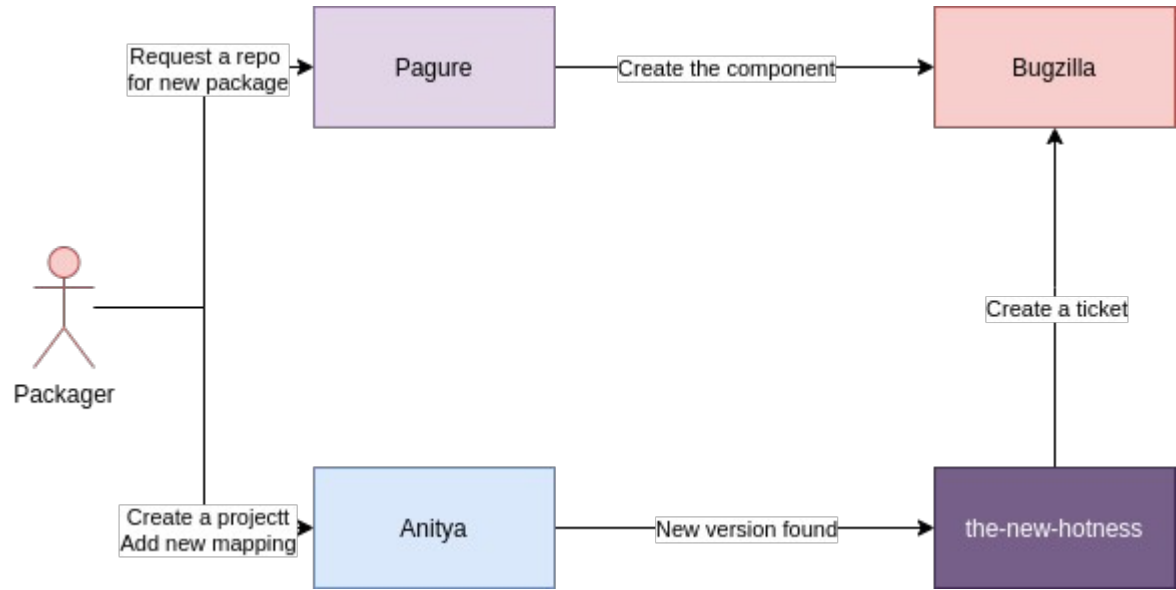 Request a repo
for new package
Pagure
Create the component
Bugzilla
Create a ticket
Packager
Create a projectt
Add new mapping
Anitya
New version found
the-new-hotness